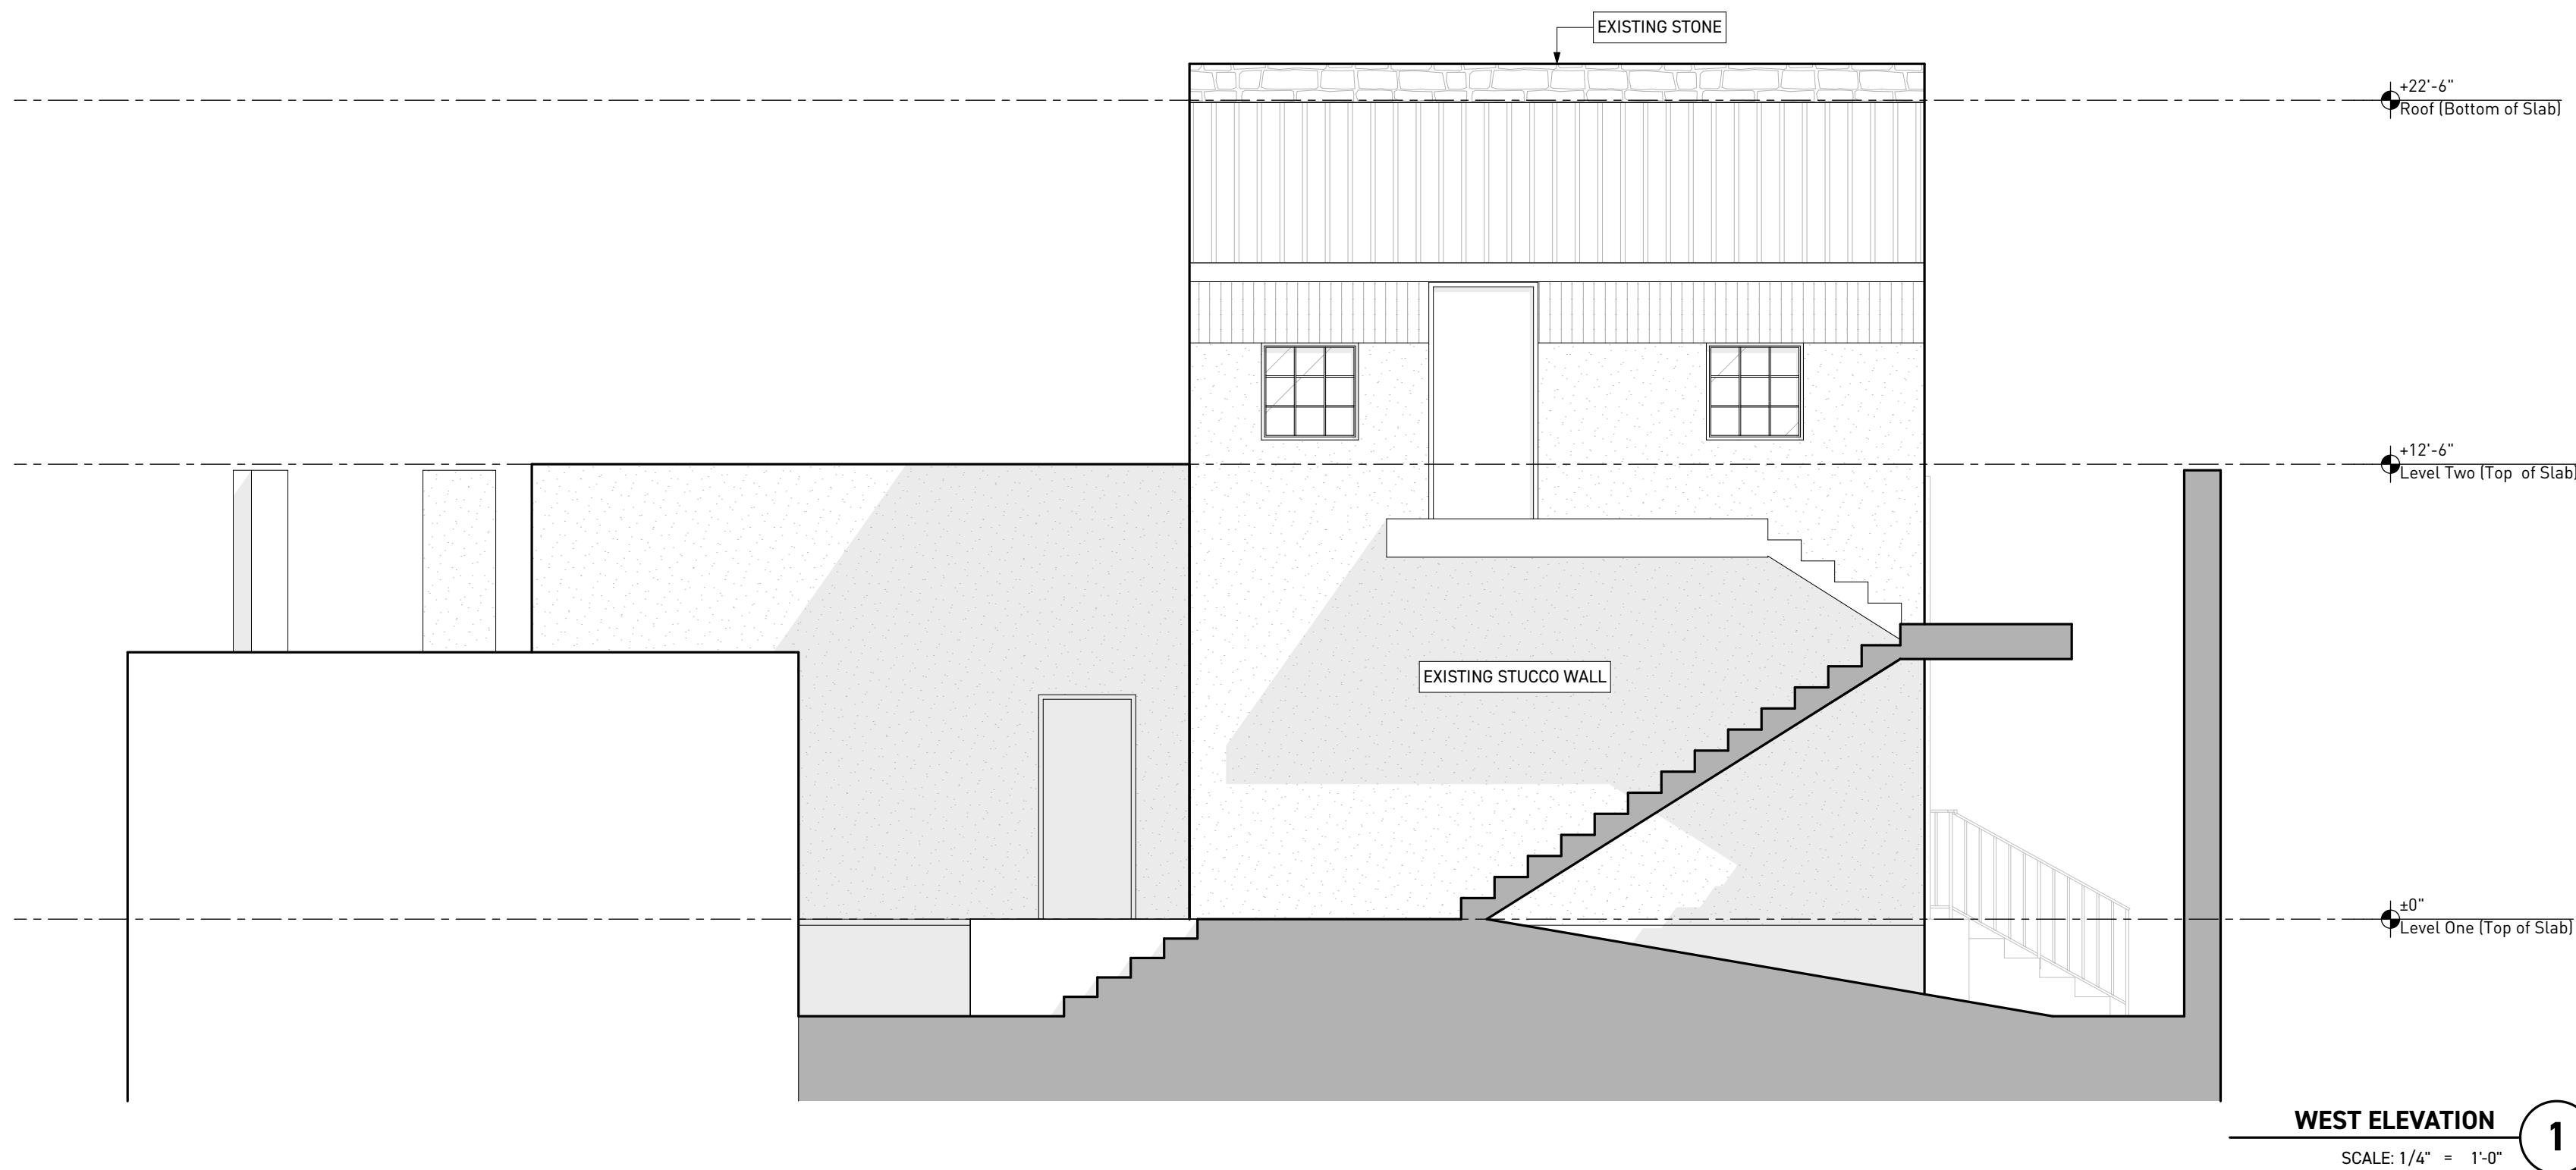 EXISTING STONE
+22'-6"
Roof (Bottom of Slab)
+12'-6"
Level Two (Top of Slab)
EXISTING STUCCO WALL
±0"
Level One (Top of Slab)
WEST ELEVATION
1
SCALE: 1/4" = 1'-0"